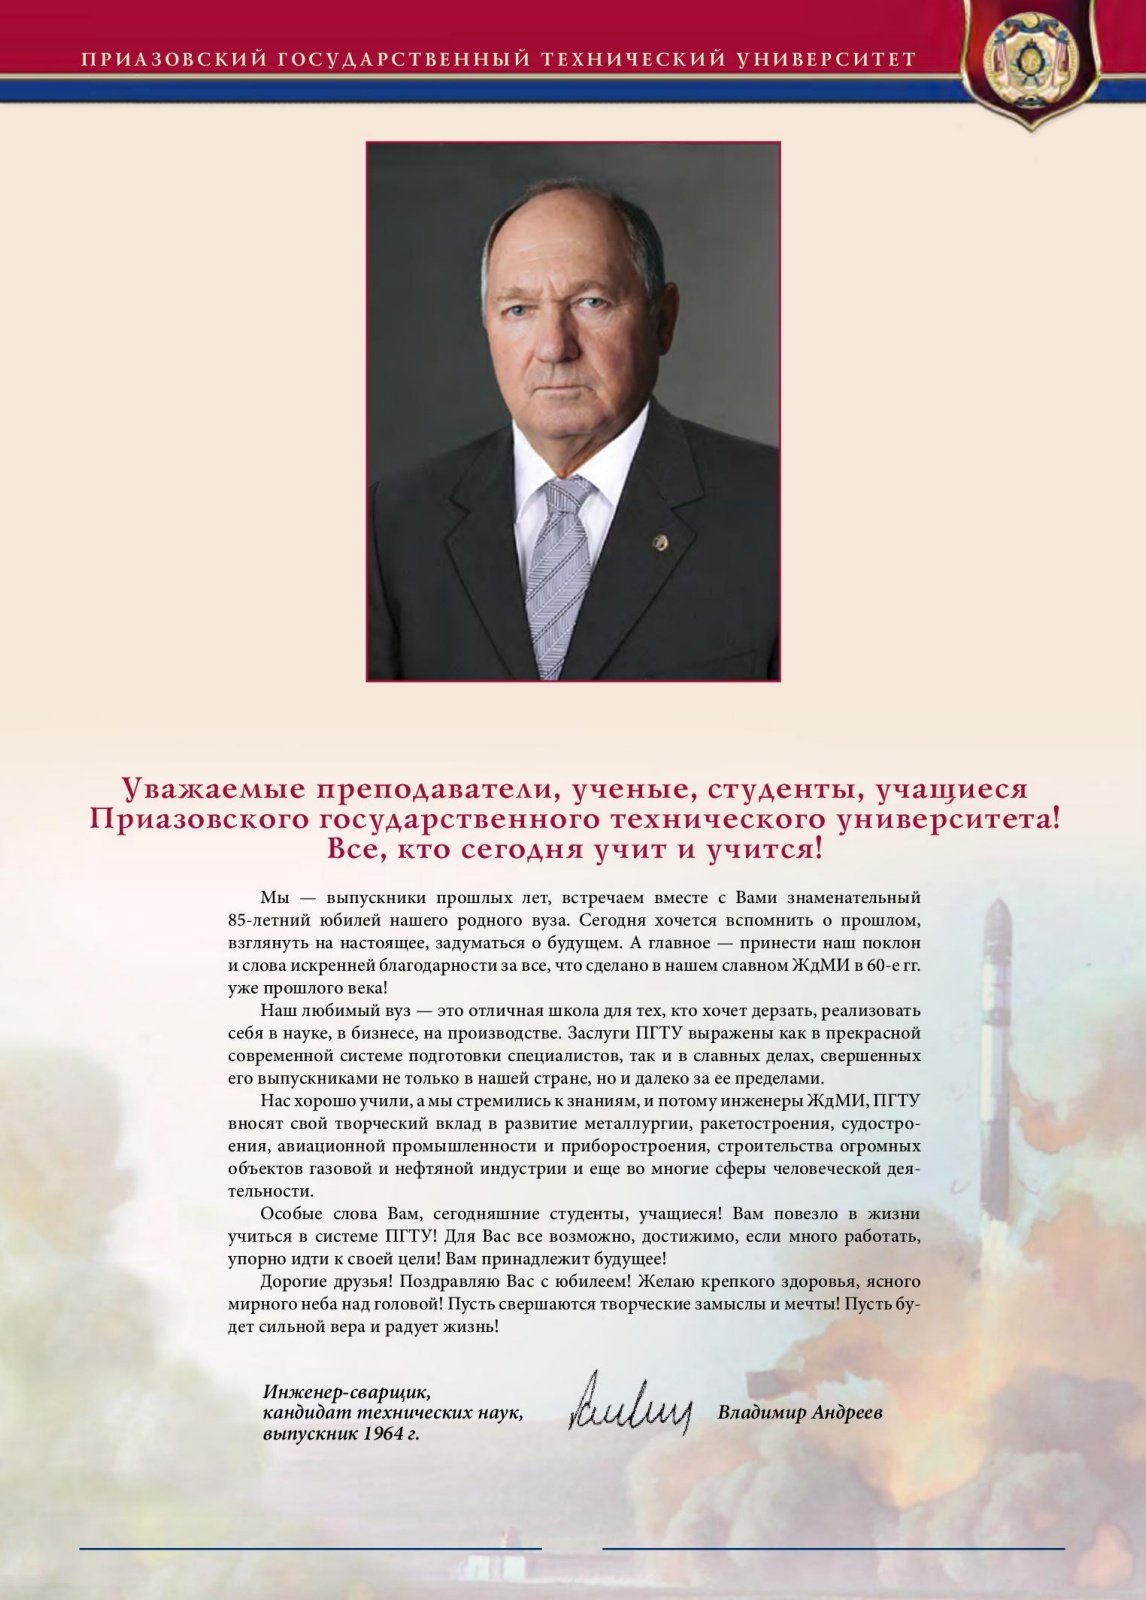 ПРИАЗОВСКИЙ ГОСУДАРСТВЕННЫЙ ТЕХНИЧЕСКИЙ УНИВЕРСИТЕТ
Уважаемые преподаватели, ученые, студенты, учащиеся
Приазовского государственного технического университета!
Все, кто сегодня учит и учится!
Мы — выпускники прошлых лет, встречаем вместе с Вами знаменательный
85-летний юбилей нашего родного вуза. Сегодня хочется вспомнить о прошлом,
взглянуть на настоящее, задуматься о будущем. А главное — принести наш поклон
и слова искренней благодарности за все, что сделано в нашем славном ЖдМИ в 60-е гг.
уже прошлого века!
Наш любимый вуз — это отличная школа для тех, кто хочет дерзать, реализовать
себя в науке, в бизнесе, на производстве. Заслуги ПГТУ выражены как в прекрасной
современной системе подготовки специалистов, так и в славных делах, свершенных
его выпускниками не только в нашей стране, но и далеко за ее пределами.
Нас хорошо учили, а мы стремились к знаниям, и потому инженеры ЖдМИ, ПГТУ
вносят свой творческий вклад в развитие металлургии, ракетостроения, судостро-
ения, авиационной промышленности и приборостроения, строительства огромных
объектов газовой и нефтяной индустрии и еще во многие сферы человеческой дея-
тельности.
Особые слова Вам, сегодняшние студенты, учащиеся! Вам повезло в жизни
учиться в системе ПГТУ! Для Вас все возможно, достижимо, если много работать,
упорно идти к своей цели! Вам принадлежит будущее!
Дорогие друзья! Поздравляю Вас с юбилеем! Желаю крепкого здоровья, ясного
мирного неба над головой! Пусть свершаются творческие замыслы и мечты! Пусть бу-
дет сильной вера и радует жизнь!
Инженер-сварщик,
кандидат технических наук,
выпускник 1964 г.
Владимир Андреев